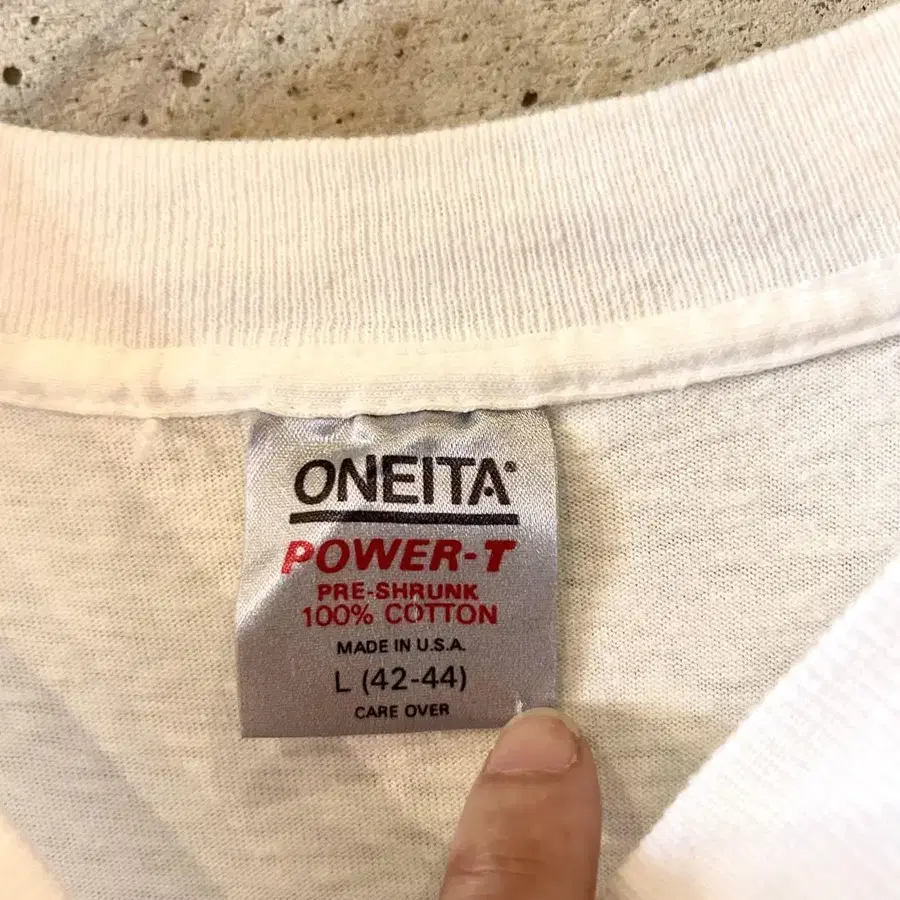 ONEITA
POWER-T
PRE-SHRUNK
100% COTTON
MADE IN U.S.A.
L (42-44)
CARE OVER